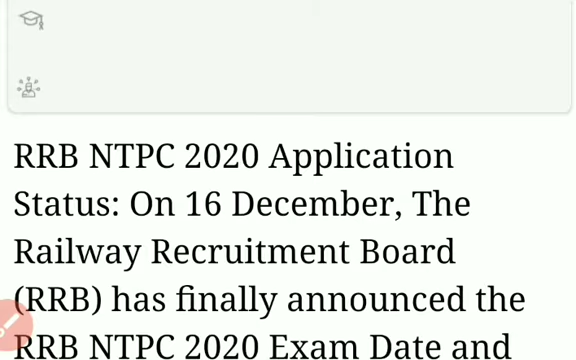 RRB NTPC 2020 Application
Status: On 16 December, The
Railway Recruitment Board
(RRB) has finally announced the
RRB NTPC 2020 Exam Date and